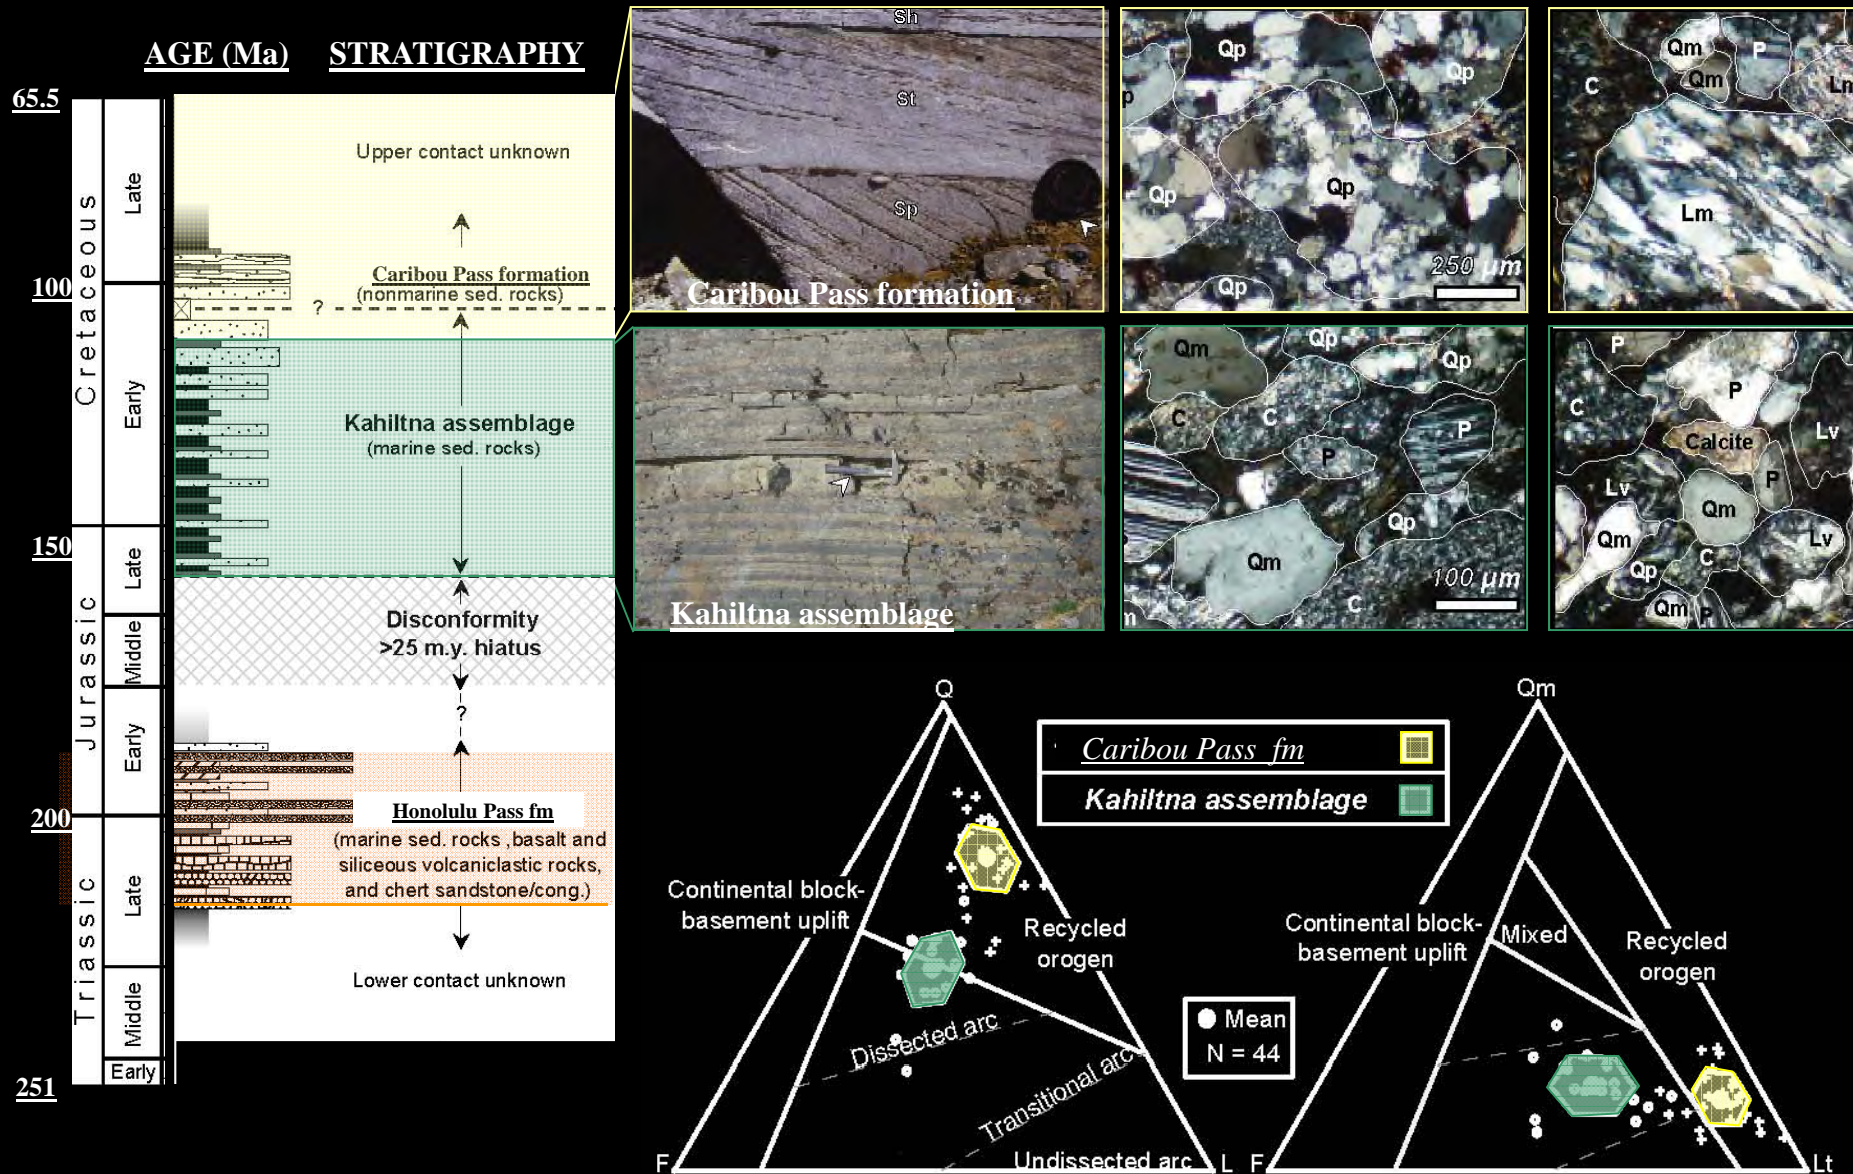 AGE (Ma) STRATIGRAPHY
65.5
100
150
200
251
Cretaceous
Jurassic
Triassic
Late
Early
Late
Middle
Early
Late
Middle
Early
Upper contact unknown
Caribou Pass formation
(nonmarine sed. rocks)
?
Kahiltna assemblage
(marine sed. rocks)
Disconformity
>25 m.y. hiatus
?
Honolulu Pass fm
(marine sed. rocks ,basalt and
siliceous volcaniclastic rocks,
and chert sandstone/cong.)
Lower contact unknown
Sh
St
Sp
Caribou Pass formation
Qp
Qp
p
Qp
Qp
Qp
250 µm
Qm
P
Qm
C
Ln
Lm
Kahiltna assemblage
Qm
Qp
Qp
C
C
P
P
Qp
Qm
C
m
100 µm
P
P
C
Calcite
Lv
P
Lv
Qm
Qm
Lv
Qp
C
Qm
P
Q
Caribou Pass fm
Kahiltna assemblage
Continental block-
basement uplift
Recycled
orogen
Dissected arc
Transitional arc
Undissected arc
F
L
Mean
N = 44
Qm
Continental block-
basement uplift
Mixed
Recycled
orogen
F
Lt